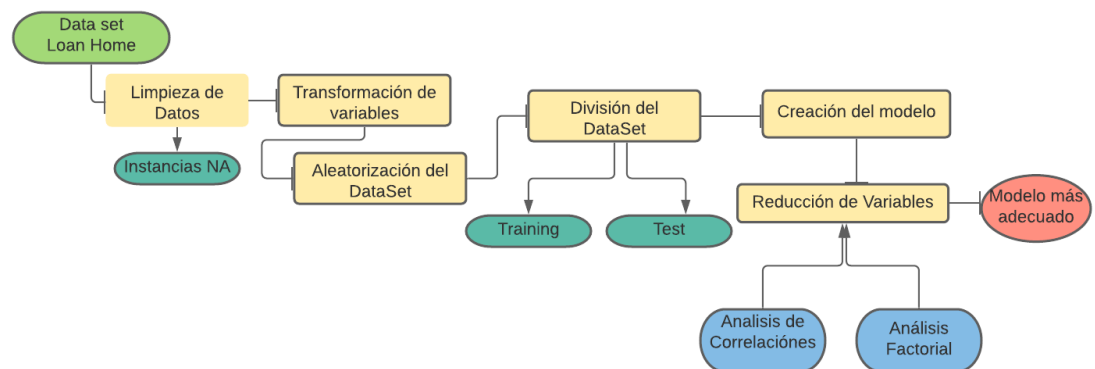 Data set
Loan Home
Limpieza de
Datos
Transformación de
variables
Instancias NA
Aleatorización del
DataSet
División del
DataSet
Training
Test
Creación del modelo
Reducción de Variables
Modelo más
adecuado
Analisis de
Correlaciónes
Análisis
Factorial